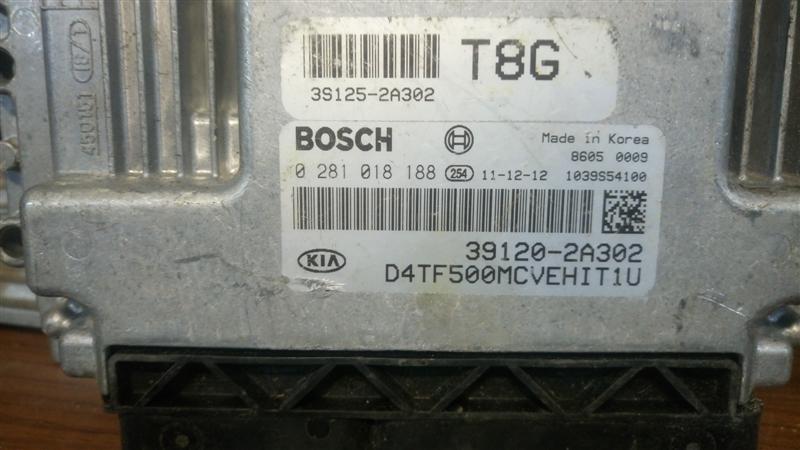 T8G
39125-2A302
BOSCH
Made in Korea
8605 0009
0 281 018 188 254 11-12-12 1039S54100
39120-2A302
KIA
D4TF500MCVEHIT1U